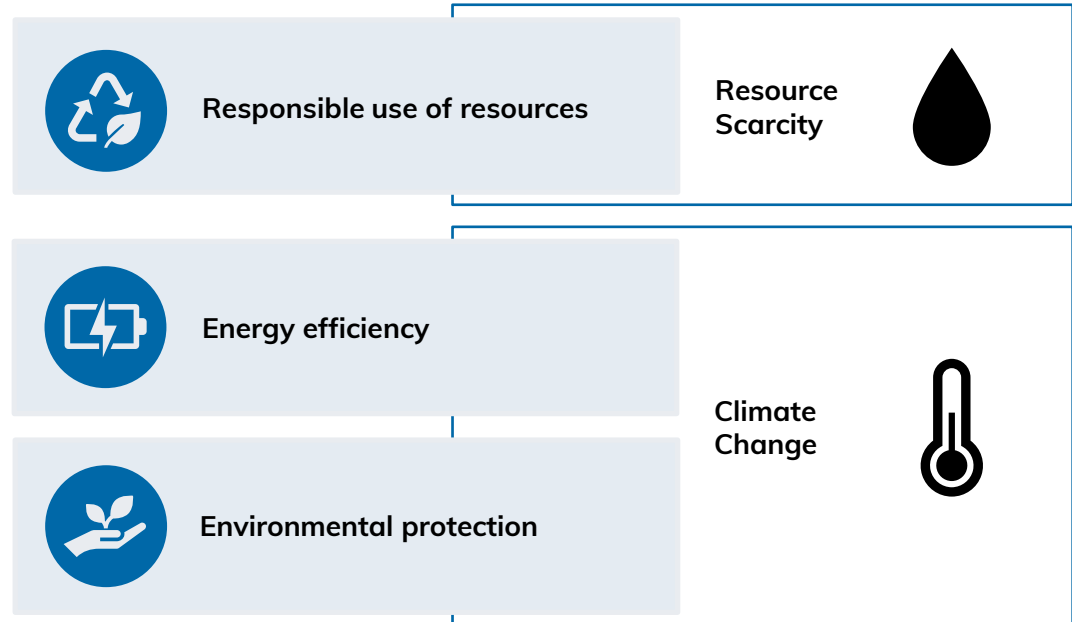 Responsible use of resources
Resource
Scarcity
Energy efficiency
Climate
Change
Environmental protection